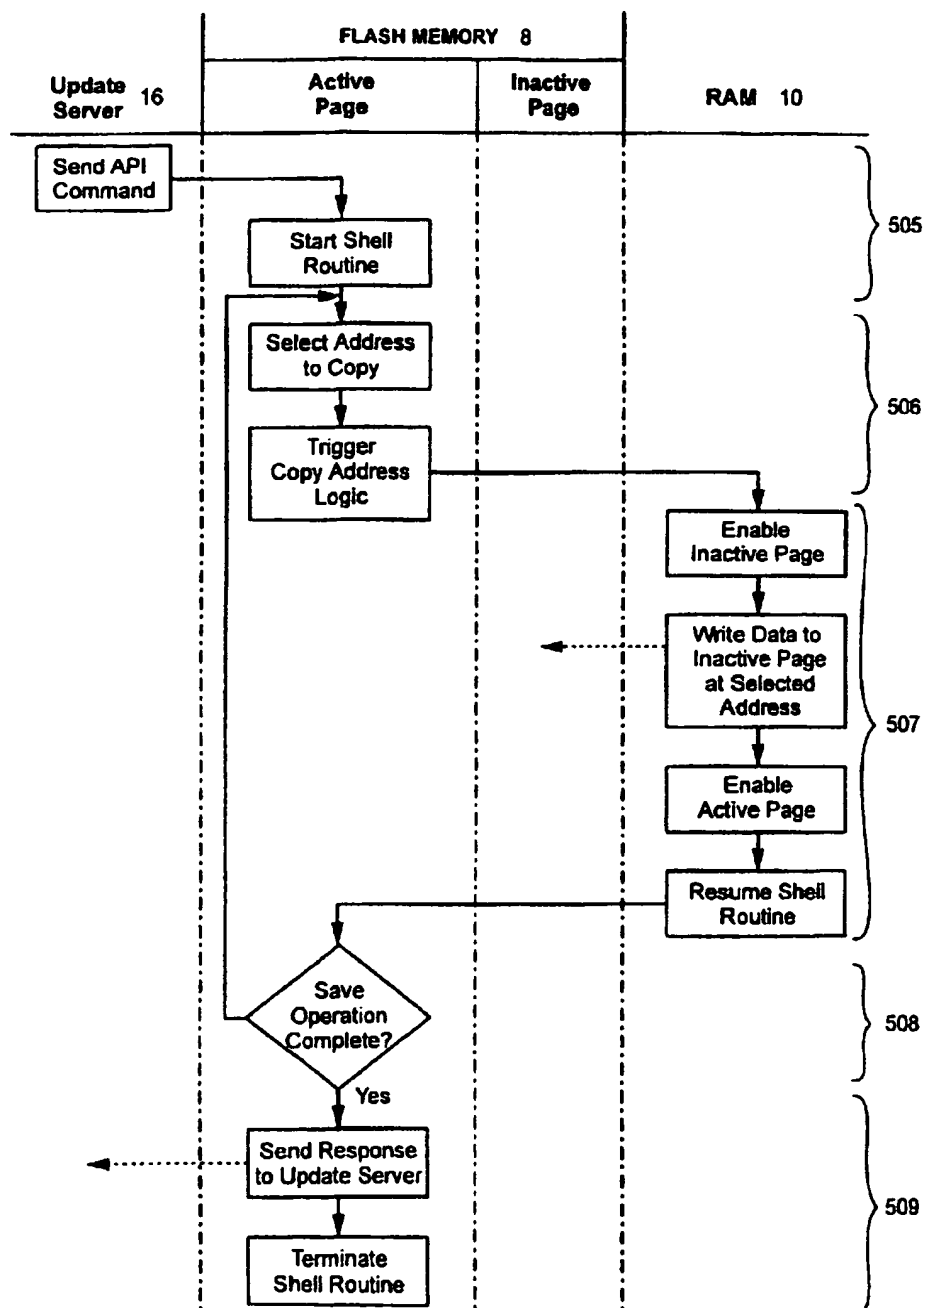 FLASH MEMORY 8
Update
Server 16
Active
Page
Inactive
Page
RAM 10
Send API
Command
Start Shell
Routine
505
Select Address
to Copy
Trigger
Copy Address
Logic
506
Enable
Inactive Page
Write Data to
Inactive Page
at Selected
Address
Enable
Active Page
Resume Shell
Routine
507
Save
Operation
Complete?
508
Yes
Send Response
to Update Server
Terminate
Shell Routine
509